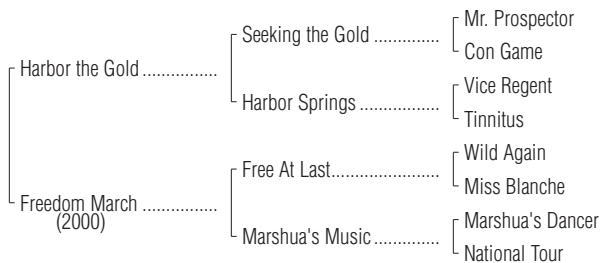 Mr. Prospector
Seeking the Gold ..............
Con Game
Harbor the Gold ................
Vice Regent
Harbor Springs .................
Tinnitus
Wild Again
Free At Last.......................
Miss Blanche
Freedom March ................
(2000)
Marshua's Dancer
Marshua's Music ..............
National Tour